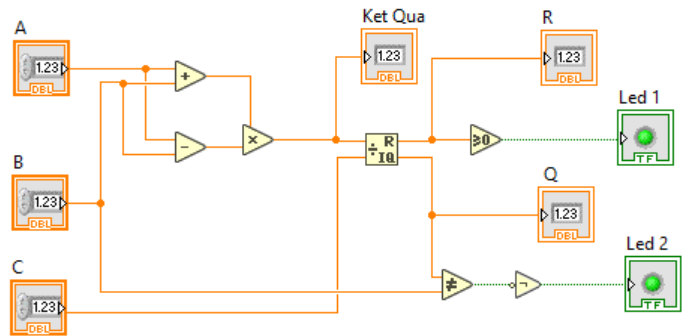 A
1.23
DBL
B
1.23
DBL
C
1.23
DBL
+
-
x
Ket Qua
1.23
DBL
÷ R
IQ
R
1.23
DBL
≥0
Led 1
TF
Q
1.23
DBL
≠
¬
Led 2
TF